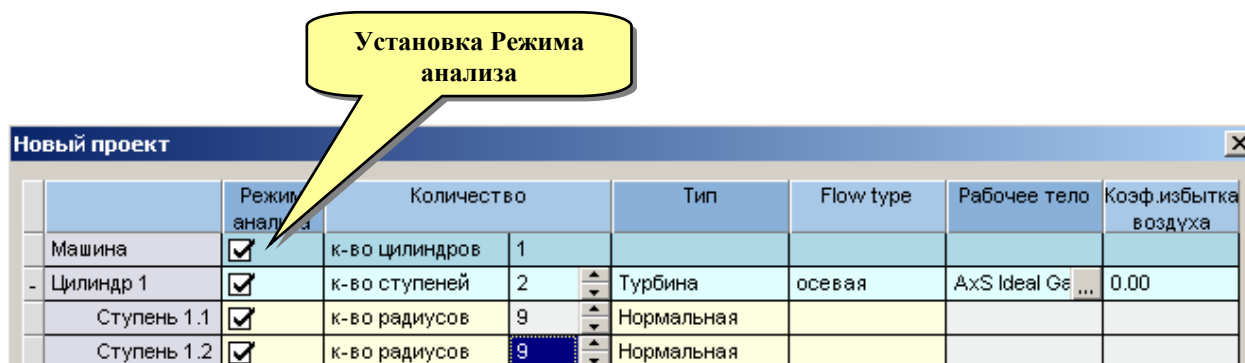 Установка Режима
анализа
Новый проект
Режим анализа Количество Тип Flow type Рабочее тело Коэф.избытка воздуха
Машина к-во цилиндров 1
- Цилиндр 1 к-во ступеней 2 Турбина осевая AxS Ideal Ga ... 0.00
Ступень 1.1 к-во радиусов 9 Нормальная
Ступень 1.2 к-во радиусов 9 Нормальная